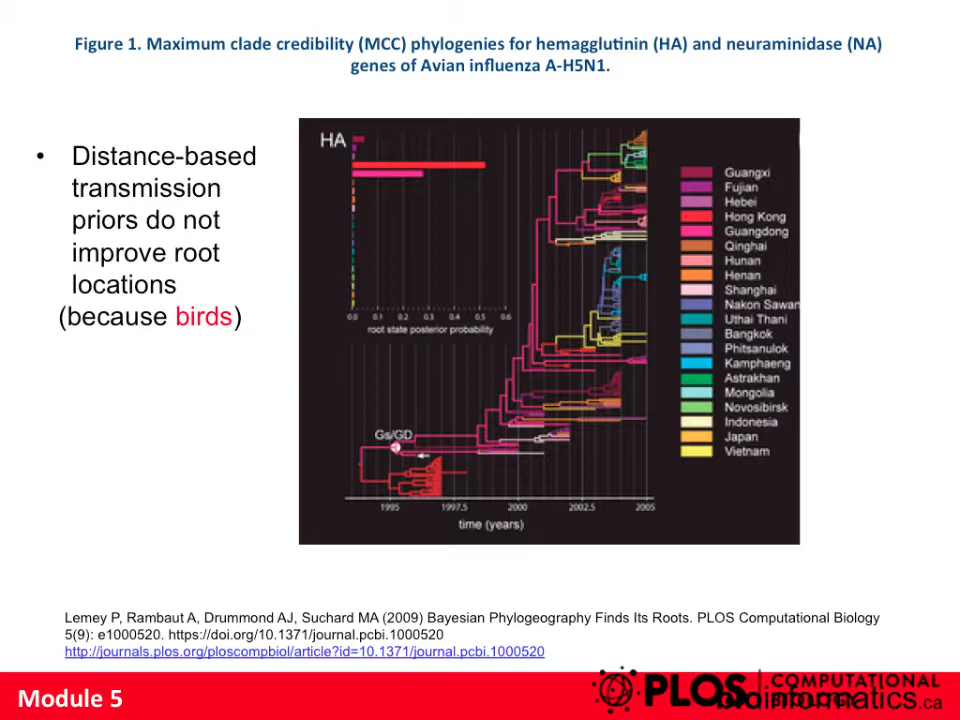 Figure 1. Maximum clade credibility (MCC) phylogenies for hemagglutinin (HA) and neuraminidase (NA)
genes of Avian influenza A-H5N1.
• Distance-based
transmission
priors do not
improve root
locations
(because birds)
HA
0.0 0.1 0.2 0.3 0.4 0.5 0.6
root state posterior probability
Gs/GD
1995 1997.5 2000 2002.5 2005
time (years)
Guangxi
Fujian
Hebei
Hong Kong
Guangdong
Qinghai
Hunan
Henan
Shanghai
Nakon Sawan
Uthai Thani
Bangkok
Phitsanulok
Kamphaeng
Astrakhan
Mongolia
Novosibirsk
Indonesia
Japan
Vietnam
Lemey P, Rambaut A, Drummond AJ, Suchard MA (2009) Bayesian Phylogeography Finds Its Roots. PLOS Computational Biology
5(9): e1000520. https://doi.org/10.1371/journal.pcbi.1000520
http://journals.plos.org/ploscompbiol/article?id=10.1371/journal.pcbi.1000520
Module 5
PLOS
COMPUTATIONAL
BIOLOGY
bioinformatics.ca